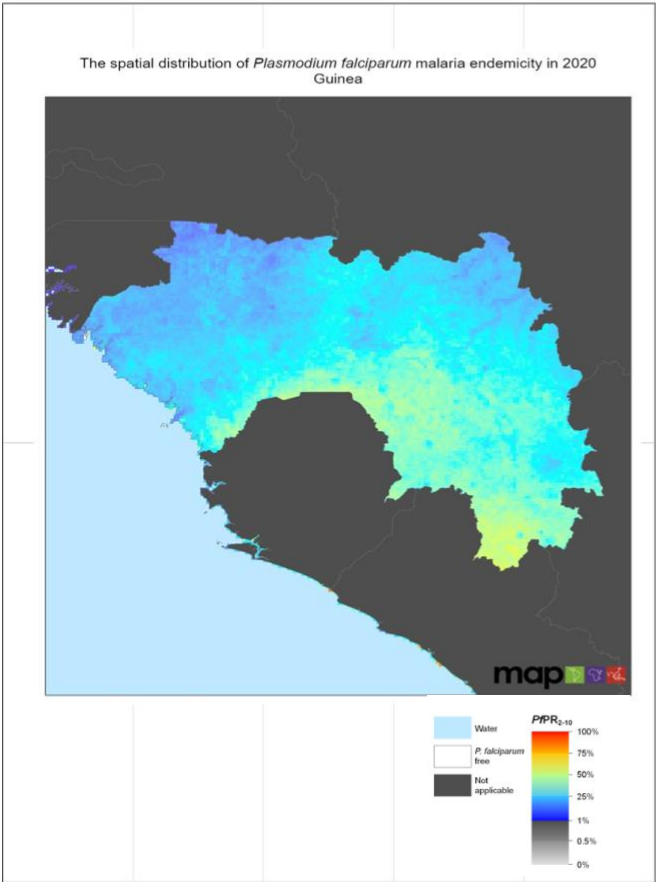 The spatial distribution of Plasmodium falciparum malaria endemicity in 2020
Guinea
map
Water
P. falciparum
free
Not
applicable
PfPR2-10
100%
75%
50%
25%
1%
0.5%
0%